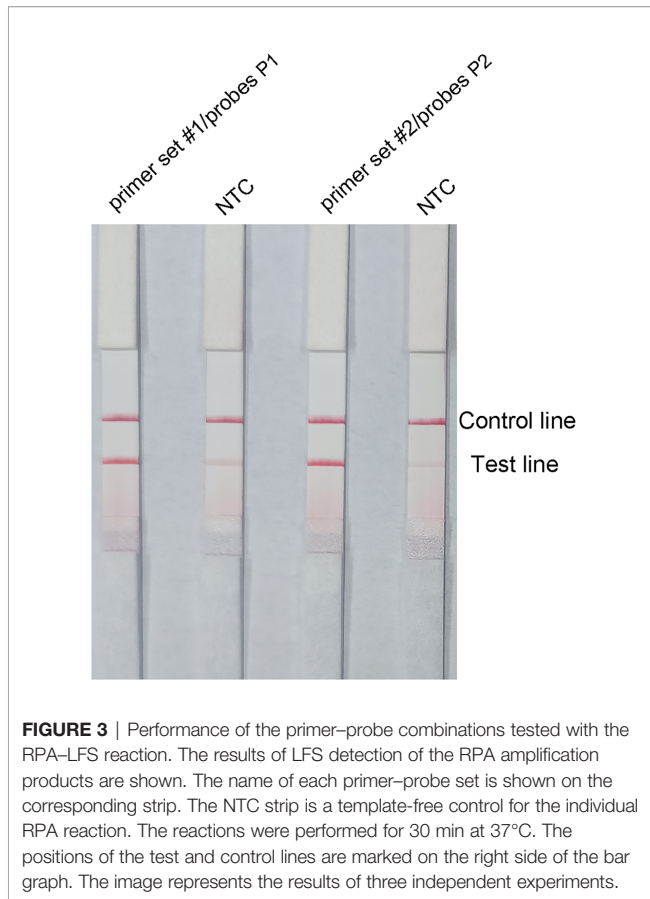 primer set #1/probes P1
NTC
primer set #2/probes P2
NTC
Control line
Test line
FIGURE 3 | Performance of the primer–probe combinations tested with the
RPA–LFS reaction. The results of LFS detection of the RPA amplification
products are shown. The name of each primer–probe set is shown on the
corresponding strip. The NTC strip is a template-free control for the individual
RPA reaction. The reactions were performed for 30 min at 37°C. The
positions of the test and control lines are marked on the right side of the bar
graph. The image represents the results of three independent experiments.